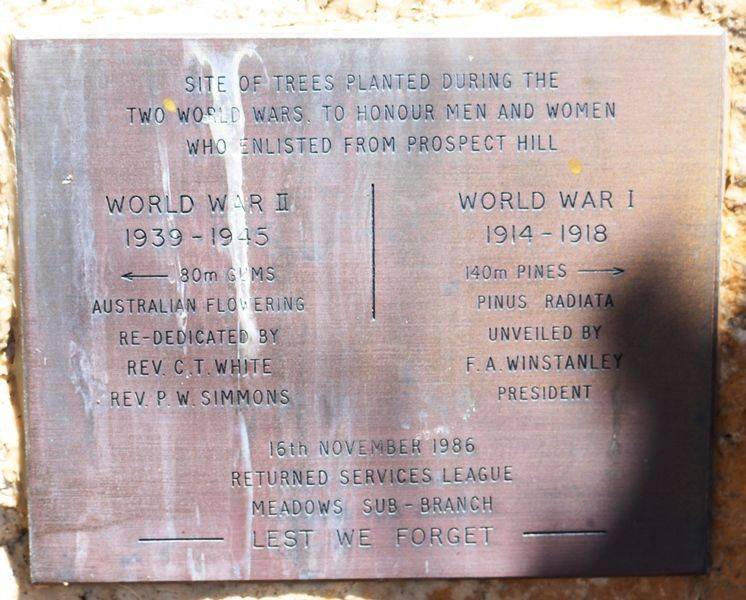 SITE OF TREES PLANTED DURING THE
TWO WORLD WARS. TO HONOUR MEN AND WOMEN
WHO ENLISTED FROM PROSPECT HILL
WORLD WAR II
1939 - 1945
← 80m GUMS
AUSTRALIAN FLOWERING
RE-DEDICATED BY
REV. C.T. WHITE
REV. P.W. SIMMONS
WORLD WAR I
1914 - 1918
140m PINES →
PINUS RADIATA
UNVEILED BY
F.A. WINSTANLEY
PRESIDENT
16th NOVEMBER 1986
RETURNED SERVICES LEAGUE
MEADOWS SUB-BRANCH
LEST WE FORGET